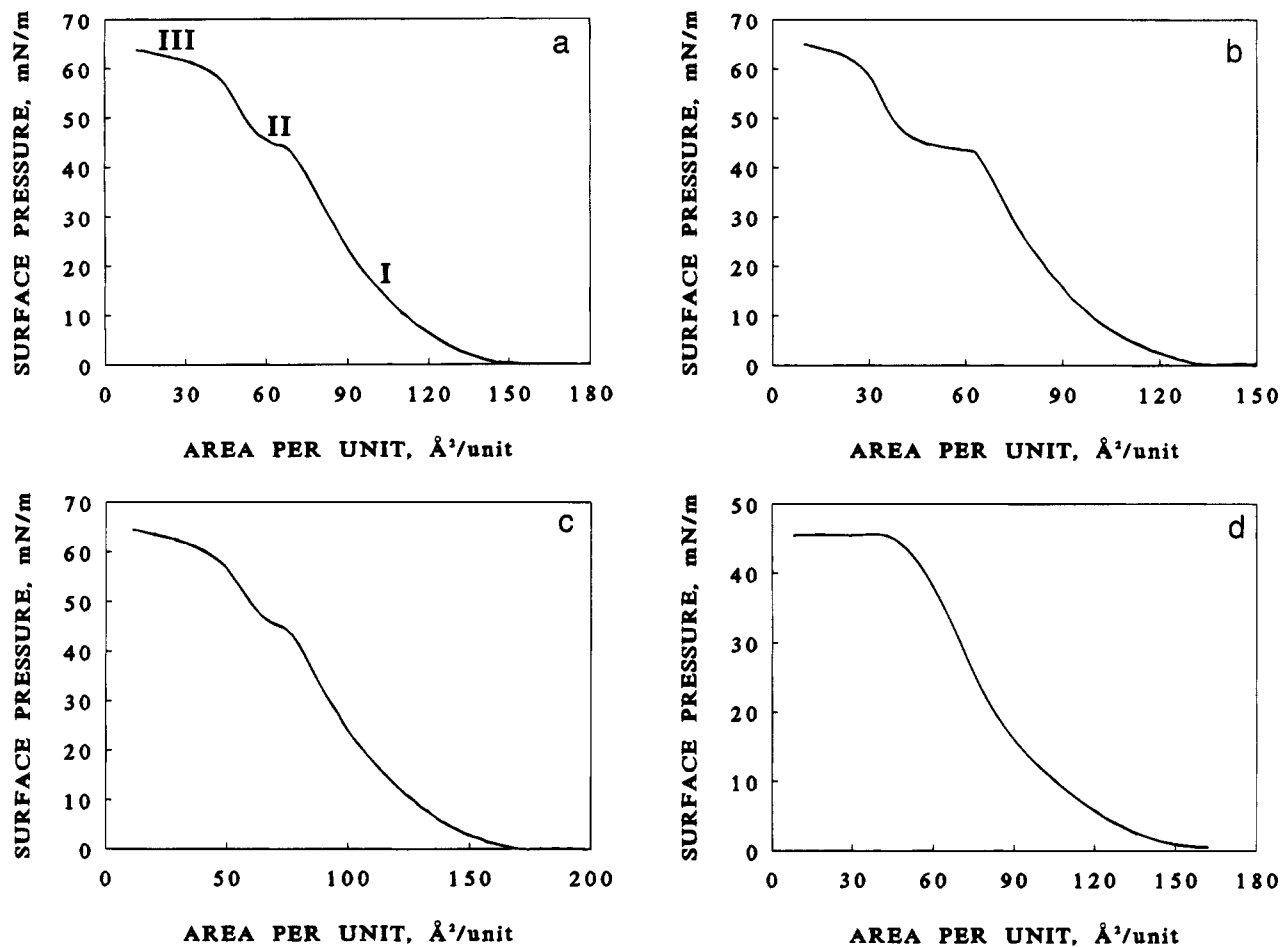 SURFACE PRESSURE, mN/m
70
60
50
40
30
20
10
0
III
II
I
a
0 30 60 90 120 150 180
AREA PER UNIT, Å²/unit
SURFACE PRESSURE, mN/m
70
60
50
40
30
20
10
0
b
0 30 60 90 120 150
AREA PER UNIT, Å²/unit
SURFACE PRESSURE, mN/m
70
60
50
40
30
20
10
0
c
0 50 100 150 200
AREA PER UNIT, Å²/unit
SURFACE PRESSURE, mN/m
50
40
30
20
10
0
d
0 30 60 90 120 150 180
AREA PER UNIT, Å²/unit